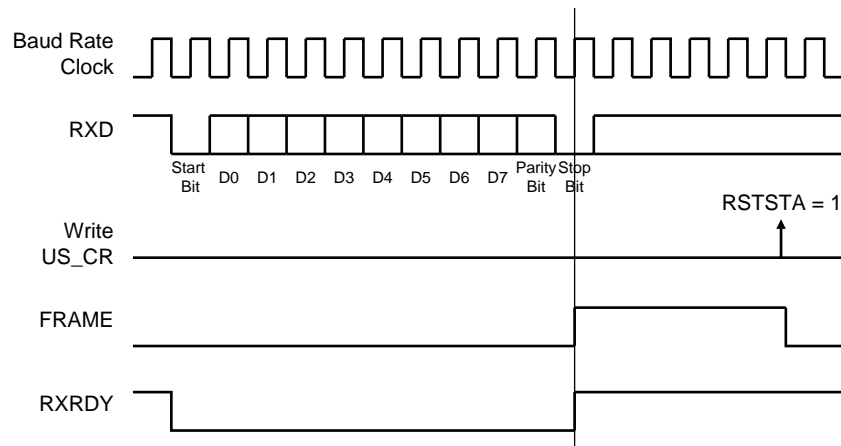 Baud Rate
Clock
RXD
Start
Bit
D0
D1
D2
D3
D4
D5
D6
D7
Parity
Bit
Stop
Bit
RSTSTA = 1
Write
US_CR
FRAME
RXRDY